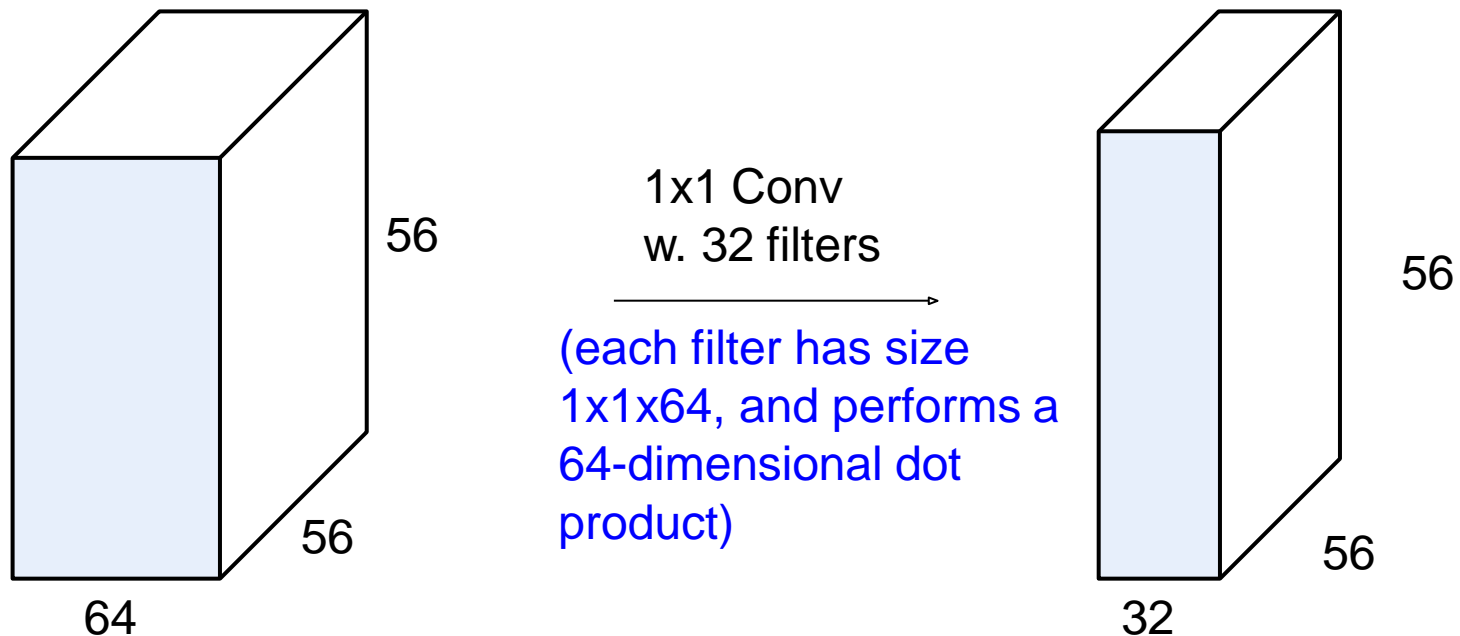 56
56
64
1x1 Conv
w. 32 filters
(each filter has size
1x1x64, and performs a
64-dimensional dot
product)
56
56
32